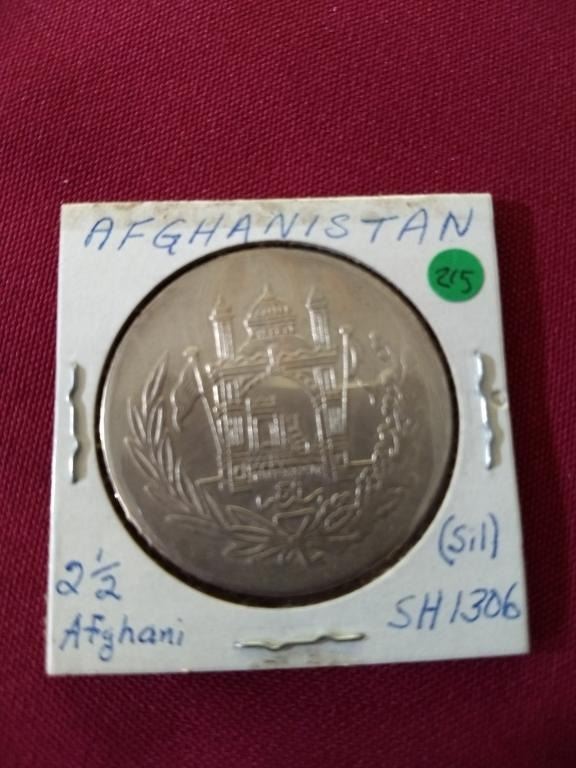 AFGHANISTAN
215
2 1/2
Afghani
(Sil)
SH1306